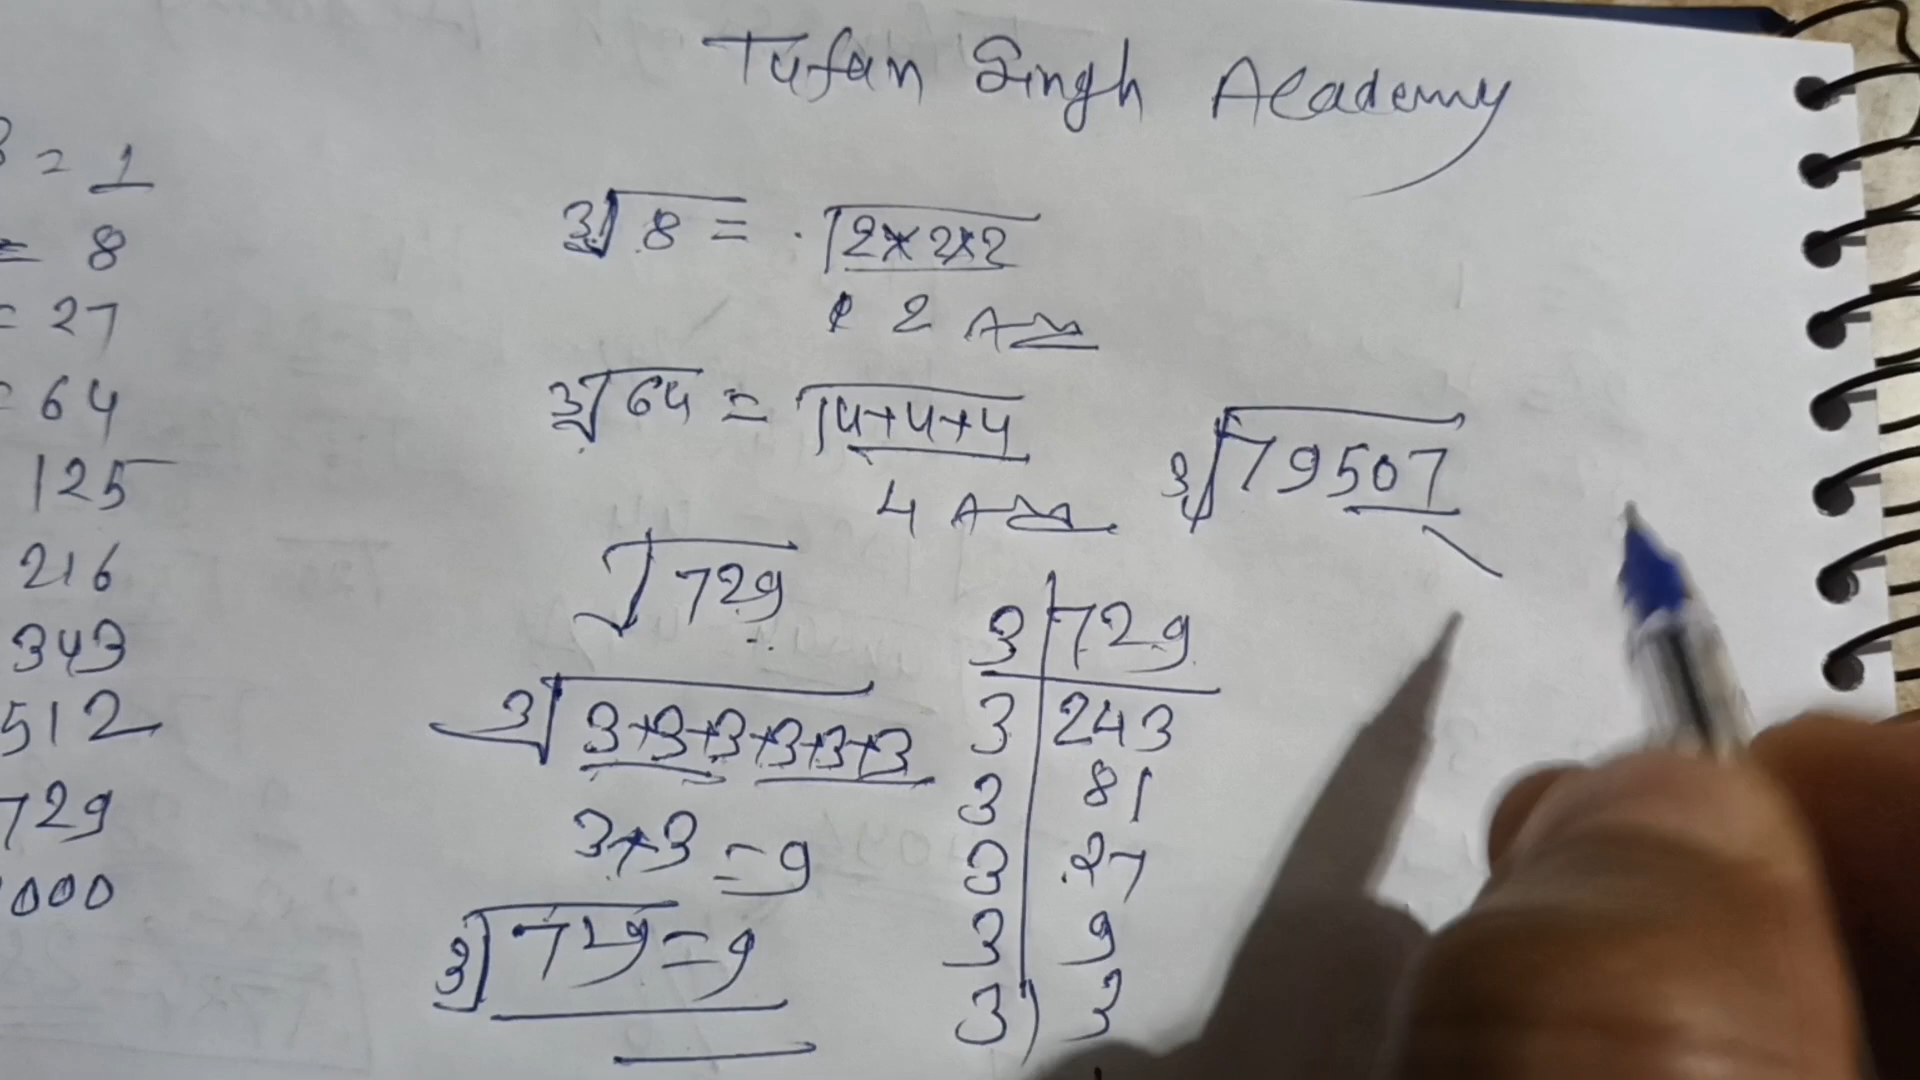 Tufan Singh Academy
3 = 1
= 8
= 27
= 64
125
216
343
512
729
1000
∛8 = √2×2×2
2 Ans
∛64 = √4×4×4
4 Ans
√729
∛3×3×3×3×3×3
3×3 = 9
∛729 = 9
3 | 729
3 | 243
3 | 81
3 | 27
3 | 9
3 | 3
∛79507